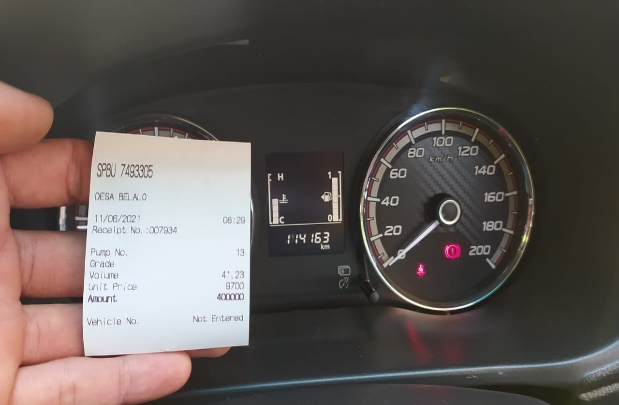 SPBU 7493305
DESA BELALO
11/06/2021 08:29
Receipt No.:007934
Pump No. 13
Grade
Volume 41,23
Unit Price 9700
Amount 400000
Vehicle No. Not Entered
H 1
C 0
114163
km
0 20 40 60 80 100 120 140 160 180 200
km/h